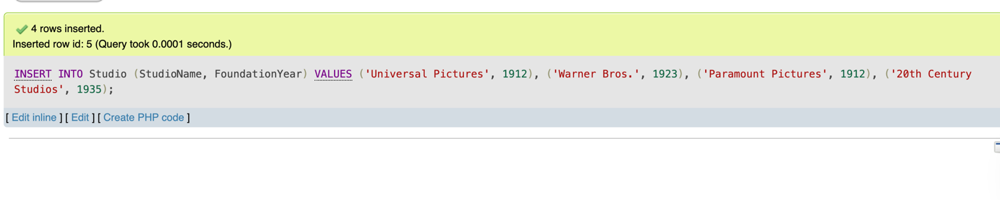 4 rows inserted.
Inserted row id: 5 (Query took 0.0001 seconds.)
INSERT INTO Studio (StudioName, FoundationYear) VALUES ('Universal Pictures', 1912), ('Warner Bros.', 1923), ('Paramount Pictures', 1912), ('20th Century
Studios', 1935);
[ Edit inline ] [ Edit ] [ Create PHP code ]